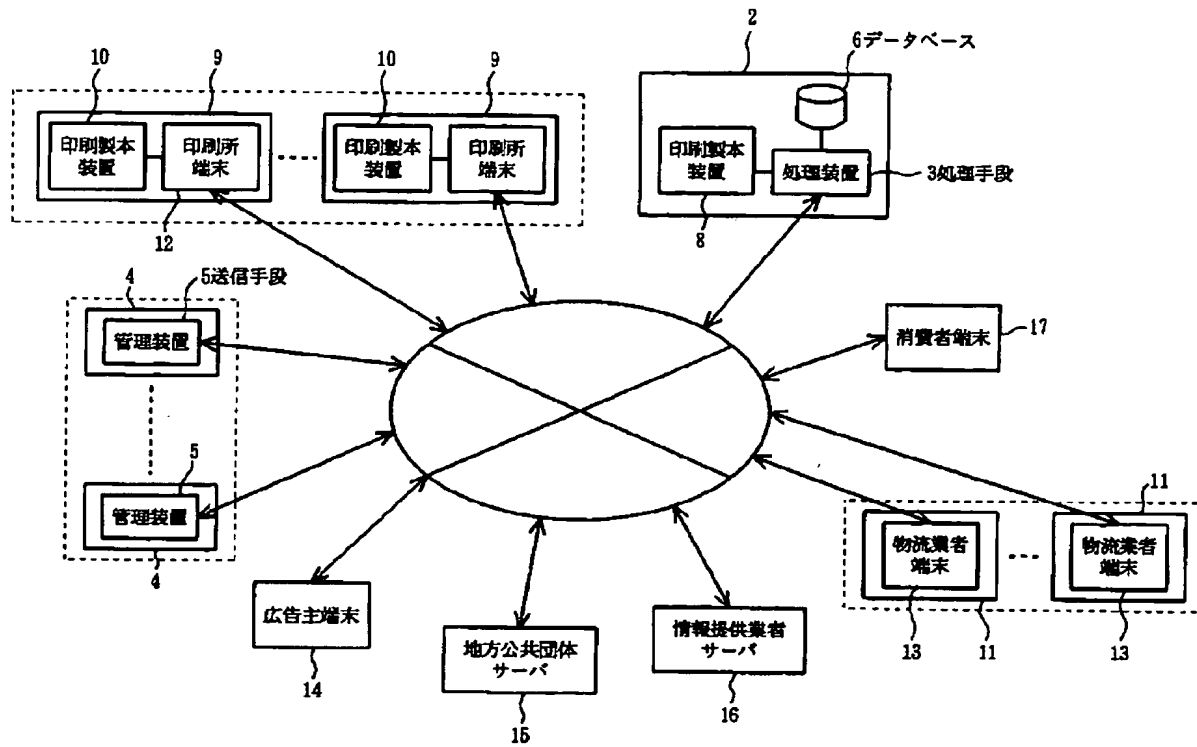 2
6データベース
10
9
10
9
印刷製本
装置
印刷所
端末
印刷製本
装置
印刷所
端末
印刷製本
装置
処理装置
3処理手段
12
8
4
5送信手段
管理装置
消費者端末
17
5
管理装置
4
11
物流業者
端末
物流業者
端末
広告主端末
地方公共団体
サーバ
情報提供業者
サーバ
13
11
13
14
15
16